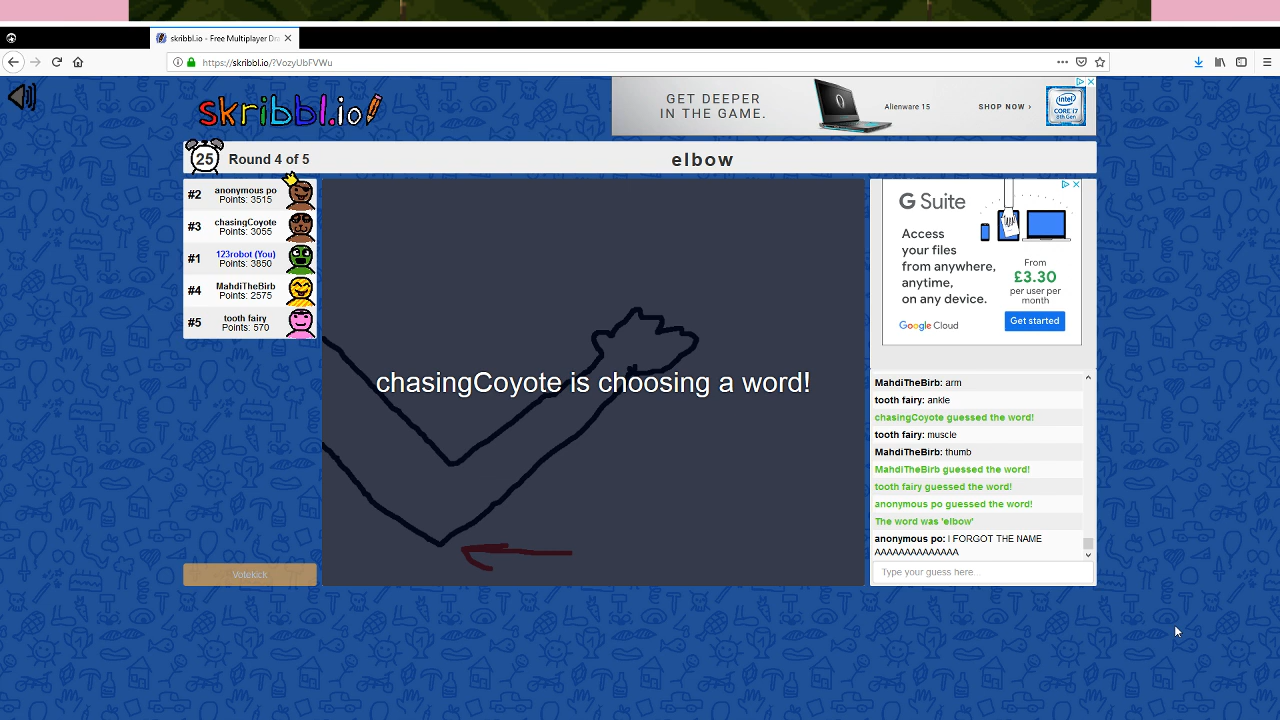 skribbl.io - Free Multiplayer Dra
https://skribbl.io/?VozyUbFVWu
skribbl.io
GET DEEPER
IN THE GAME.
Alienware 15
SHOP NOW ›
intel
CORE i7
8th Gen
25
Round 4 of 5
elbow
#2
anonymous po
Points: 3515
#3
chasingCoyote
Points: 3055
#1
123robot (You)
Points: 3850
#4
MahdiTheBirb
Points: 2575
#5
tooth fairy
Points: 570
Votekick
chasingCoyote is choosing a word!
G Suite
Access
your files
from anywhere,
anytime,
on any device.
From
£3.30
per user per
month
Google Cloud
Get started
MahdiTheBirb: arm
tooth fairy: ankle
chasingCoyote guessed the word!
tooth fairy: muscle
MahdiTheBirb: thumb
MahdiTheBirb guessed the word!
tooth fairy guessed the word!
anonymous po guessed the word!
The word was 'elbow'
anonymous po: I FORGOT THE NAME
AAAAAAAAAAAAAA
Type your guess here...